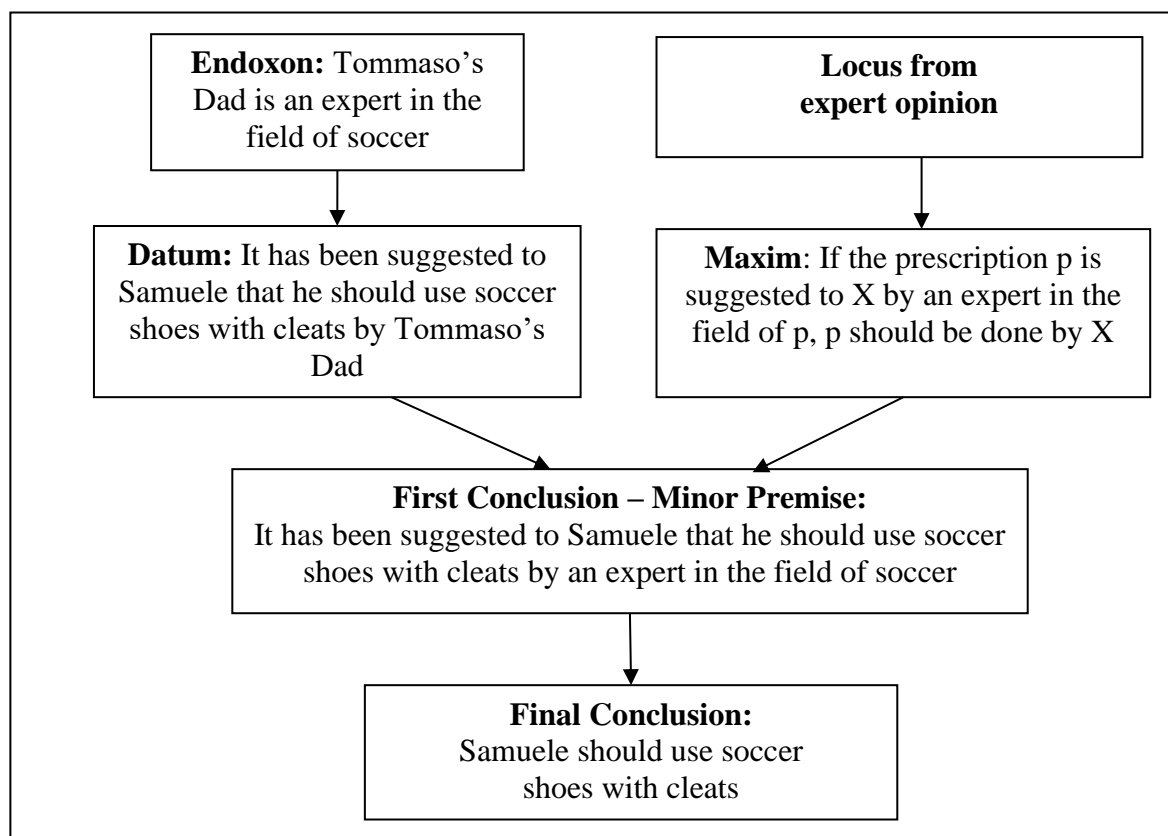 Endoxon: Tommaso’s
Dad is an expert in the
field of soccer
Locus from
expert opinion
Datum: It has been suggested to
Samuele that he should use soccer
shoes with cleats by Tommaso’s
Dad
Maxim: If the prescription p is
suggested to X by an expert in the
field of p, p should be done by X
First Conclusion – Minor Premise:
It has been suggested to Samuele that he should use soccer
shoes with cleats by an expert in the field of soccer
Final Conclusion:
Samuele should use soccer
shoes with cleats